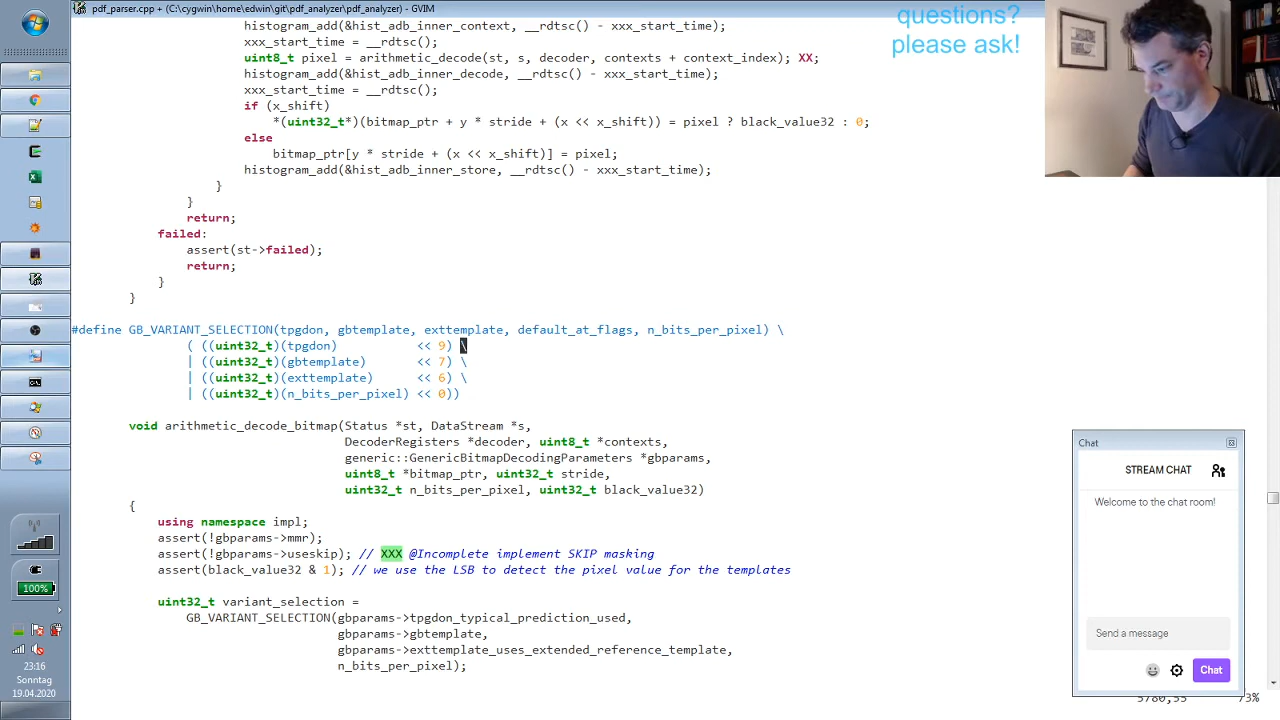 pdf_parser.cpp + (C:\cygwin\home\edwin\git\pdf_analyzer\pdf_analyzer) - GVIM
histogram_add(&hist_adb_inner_context, __rdtsc() - xxx_start_time);
xxx_start_time = __rdtsc();
uint8_t pixel = arithmetic_decode(st, s, decoder, contexts + context_index); XX;
histogram_add(&hist_adb_inner_decode, __rdtsc() - xxx_start_time);
xxx_start_time = __rdtsc();
if (x_shift)
*(uint32_t*)(bitmap_ptr + y * stride + (x << x_shift)) = pixel ? black_value32 : 0;
else
bitmap_ptr[y * stride + (x << x_shift)] = pixel;
histogram_add(&hist_adb_inner_store, __rdtsc() - xxx_start_time);
}
}
return;
failed:
assert(st->failed);
return;
}
}
#define GB_VARIANT_SELECTION(tpgdon, gbtemplate, exttemplate, default_at_flags, n_bits_per_pixel) \
( ((uint32_t)(tpgdon) << 9) \
| ((uint32_t)(gbtemplate) << 7) \
| ((uint32_t)(exttemplate) << 6) \
| ((uint32_t)(n_bits_per_pixel) << 0))
void arithmetic_decode_bitmap(Status *st, DataStream *s,
DecoderRegisters *decoder, uint8_t *contexts,
generic::GenericBitmapDecodingParameters *gbparams,
uint8_t *bitmap_ptr, uint32_t stride,
uint32_t n_bits_per_pixel, uint32_t black_value32)
{
using namespace impl;
assert(!gbparams->mmr);
assert(!gbparams->useskip); // XXX @Incomplete implement SKIP masking
assert(black_value32 & 1); // we use the LSB to detect the pixel value for the templates
uint32_t variant_selection =
GB_VARIANT_SELECTION(gbparams->tpgdon_typical_prediction_used,
gbparams->gbtemplate,
gbparams->exttemplate_uses_extended_reference_template,
n_bits_per_pixel);
questions?
please ask!
Chat
STREAM CHAT
Welcome to the chat room!
Send a message
Chat
100%
23:16
Sonntag
19.04.2020
5780,55 73%